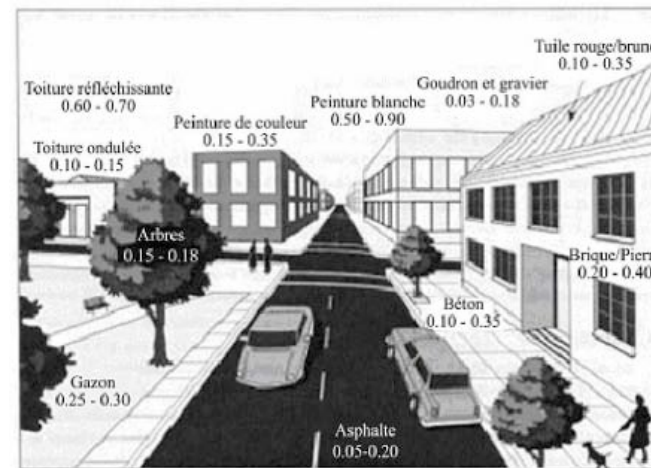 Tuile rouge/brune
0.10 - 0.35
Toiture réfléchissante
0.60 - 0.70
Goudron et gravier
0.03 - 0.18
Peinture blanche
0.50 - 0.90
Peinture de couleur
0.15 - 0.35
Toiture ondulée
0.10 - 0.15
Arbres
0.15 - 0.18
Brique/Pierr
0.20 - 0.40
Béton
0.10 - 0.35
Gazon
0.25 - 0.30
Asphalte
0.05-0.20